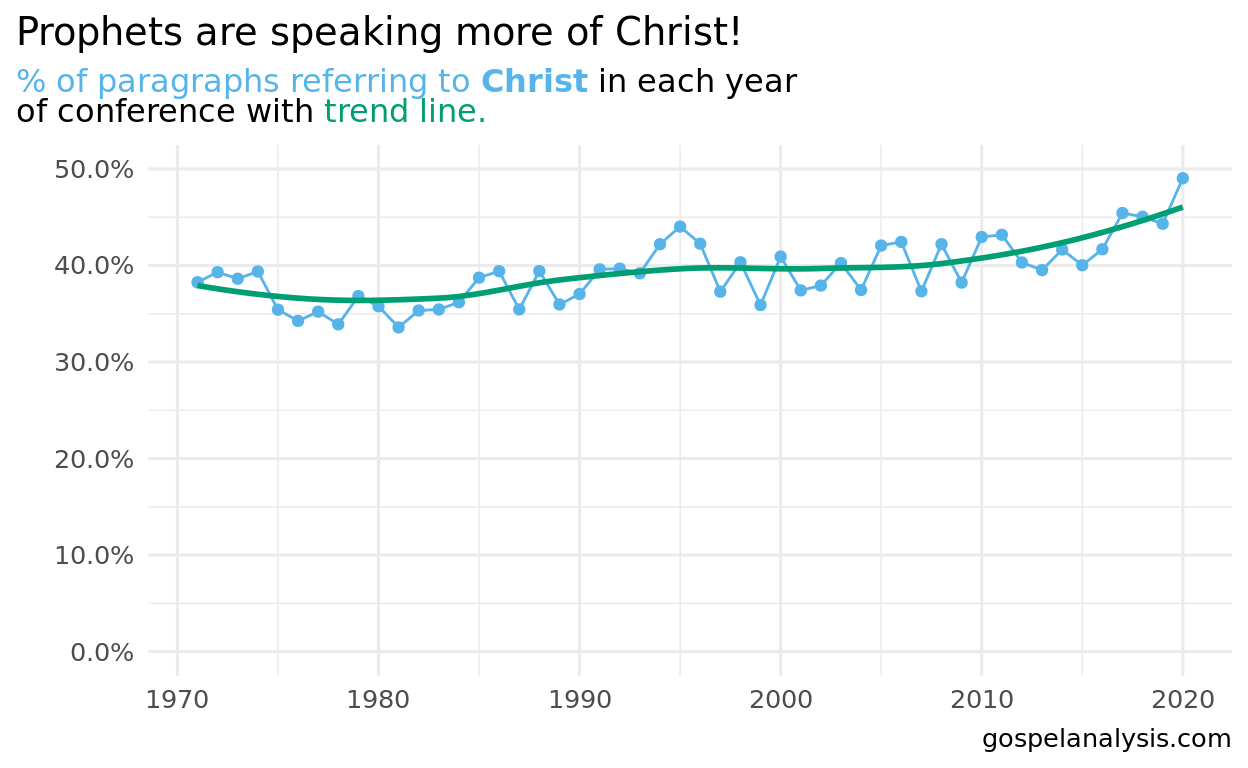 Prophets are speaking more of Christ!
% of paragraphs referring to Christ in each year
of conference with trend line.
50.0%
40.0%
30.0%
20.0%
10.0%
0.0%
1970 1980 1990 2000 2010 2020
gospelanalysis.com